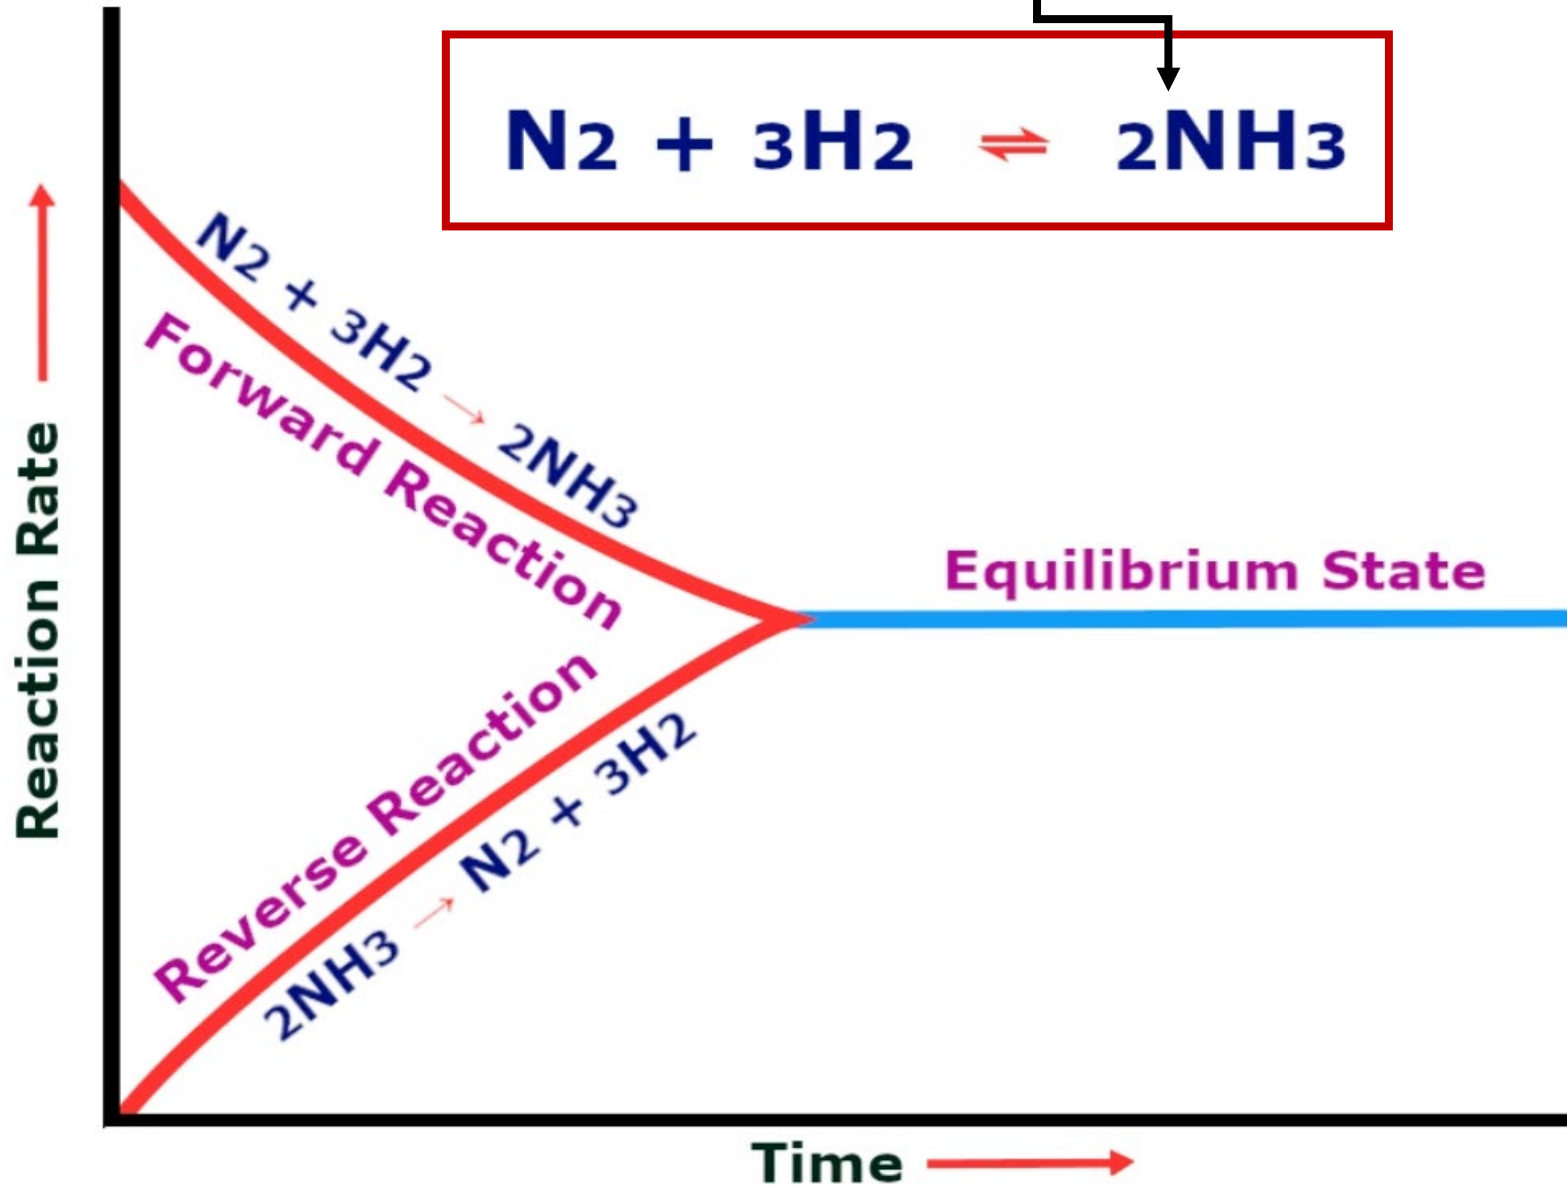 N2 + 3H2 ⇌ 2NH3
N2 + 3H2 → 2NH3
Forward Reaction
Equilibrium State
Reverse Reaction
2NH3 → N2 + 3H2
Reaction Rate
Time